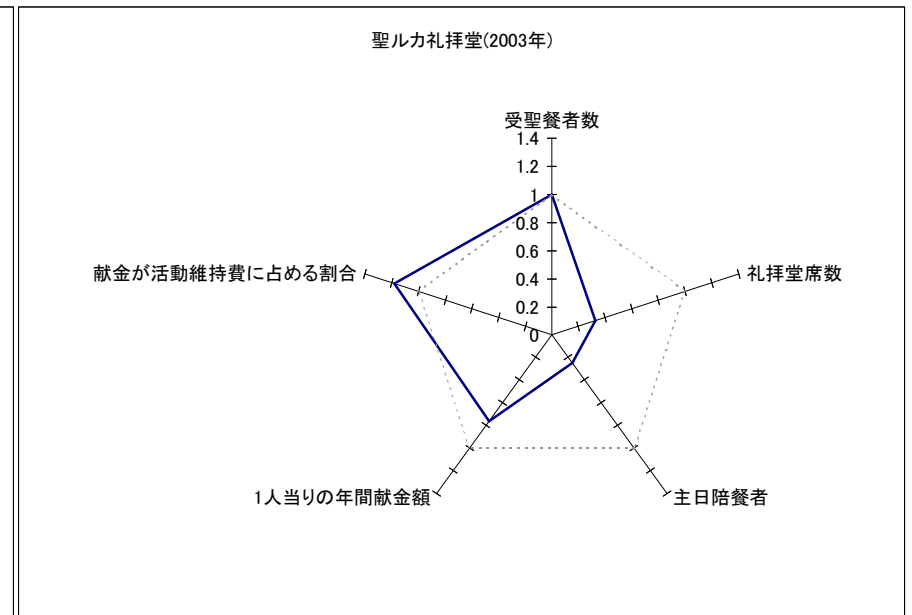 聖ルカ礼拝堂(2003年)
受聖餐者数
1.4
1.2
1
0.8
0.6
0.4
0.2
0
献金が活動維持費に占める割合
礼拝堂席数
1人当りの年間献金額
主日陪餐者